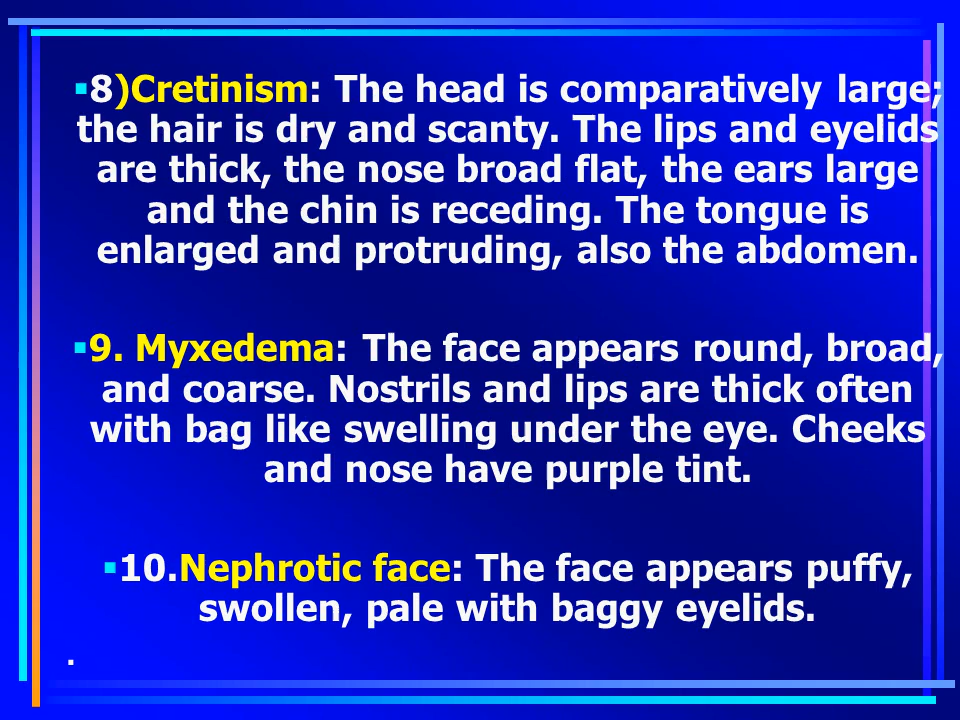 ▪8)Cretinism: The head is comparatively large;
the hair is dry and scanty. The lips and eyelids
are thick, the nose broad flat, the ears large
and the chin is receding. The tongue is
enlarged and protruding, also the abdomen.
▪9. Myxedema: The face appears round, broad,
and coarse. Nostrils and lips are thick often
with bag like swelling under the eye. Cheeks
and nose have purple tint.
▪10.Nephrotic face: The face appears puffy,
swollen, pale with baggy eyelids.
.